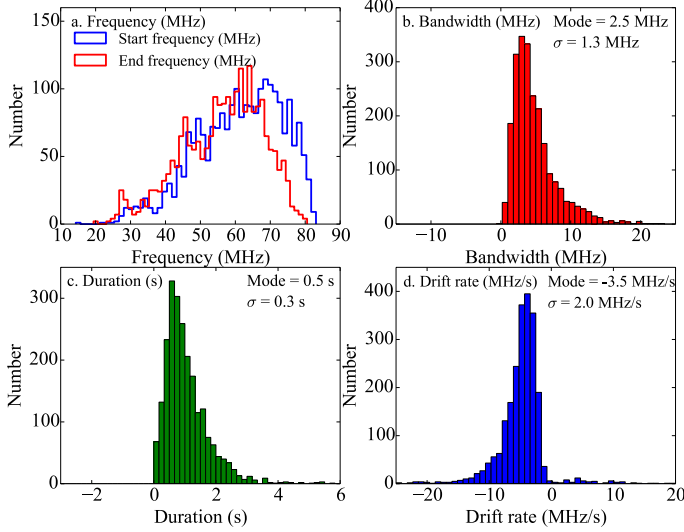 a. Frequency (MHz)
Start frequency (MHz)
End frequency (MHz)
150
100
50
0
Number
10 20 30 40 50 60 70 80 90
Frequency (MHz)
b. Bandwidth (MHz)
Mode = 2.5 MHz
σ = 1.3 MHz
400
300
200
100
0
Number
−10 0 10 20
Bandwidth (MHz)
c. Duration (s)
Mode = 0.5 s
σ = 0.3 s
300
200
100
0
Number
−2 0 2 4 6
Duration (s)
d. Drift rate (MHz/s)
Mode = -3.5 MHz/s
σ = 2.0 MHz/s
400
300
200
100
0
Number
−20 −10 0 10 20
Drift rate (MHz/s)